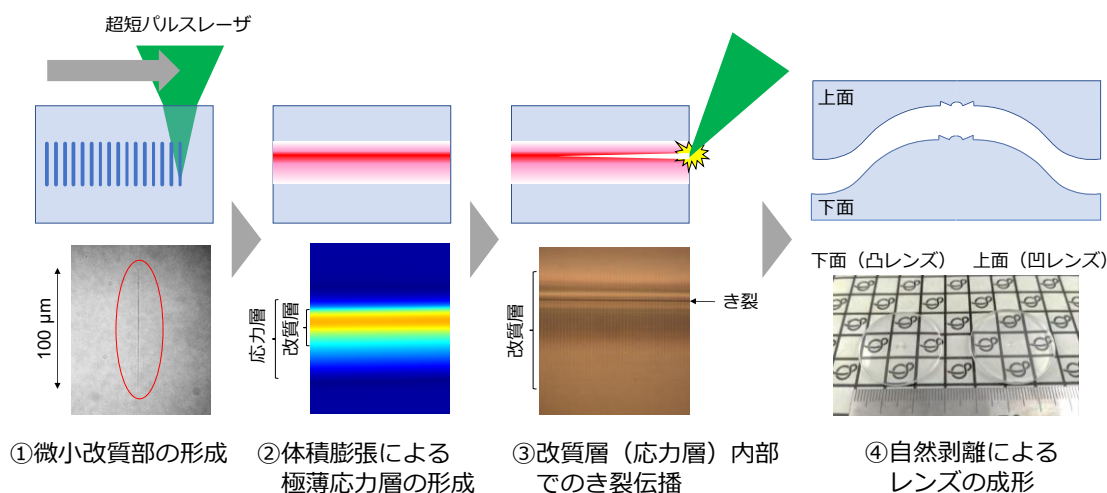 超短パルスレーザ
上面
下面
下面（凸レンズ）
上面（凹レンズ）
100 μm
応力層
改質層
改質層
き裂
①微小改質部の形成
②体積膨張による
極薄応力層の形成
③改質層（応力層）内部
でのき裂伝播
④自然剥離による
レンズの成形